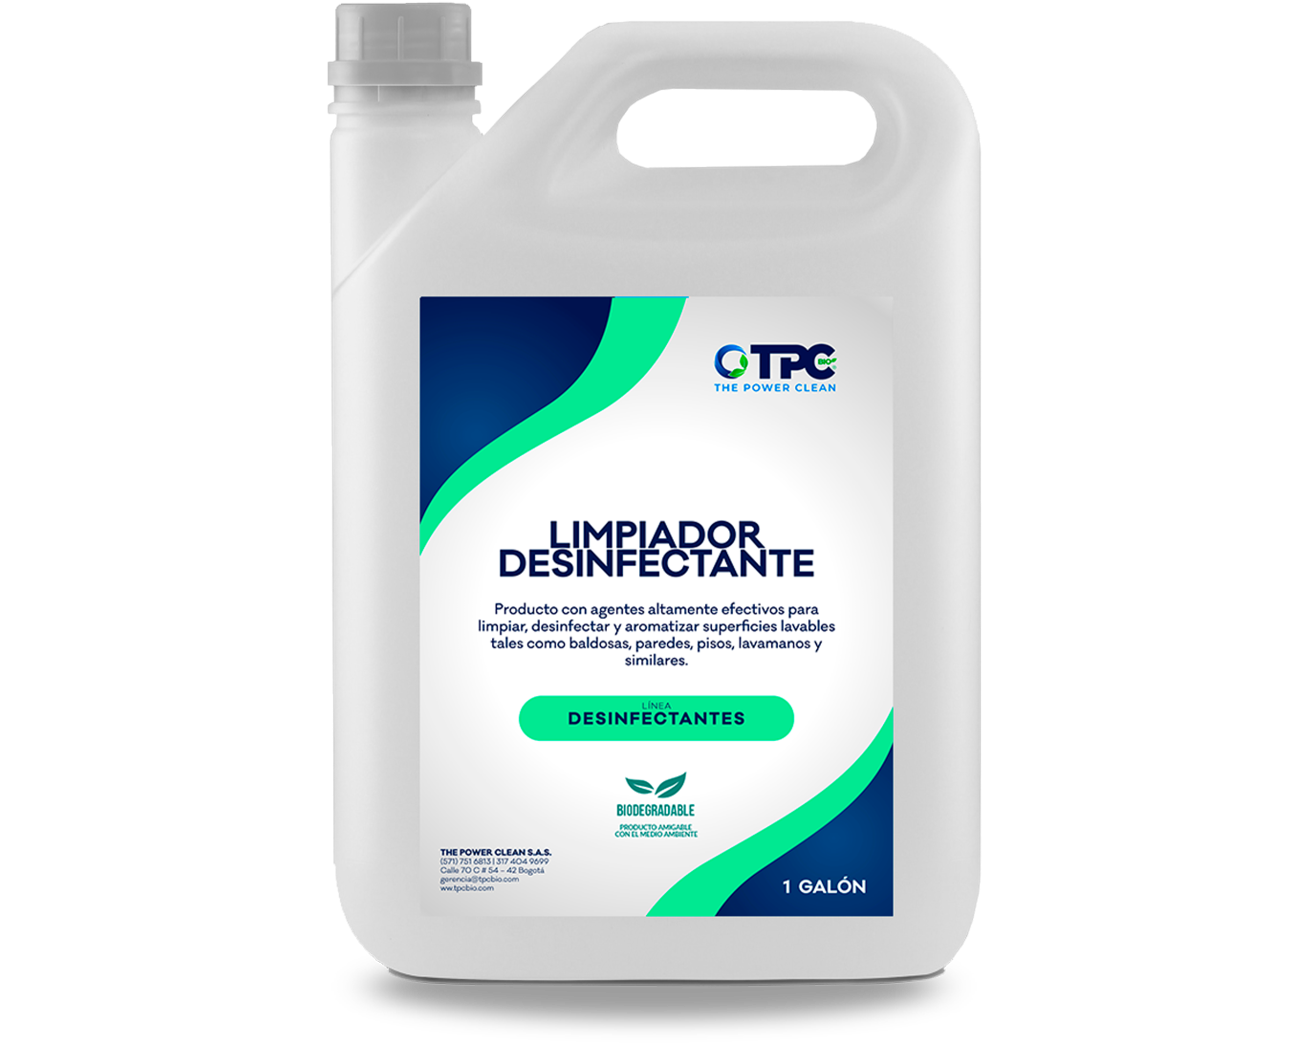 TPC BIO
THE POWER CLEAN
LIMPIADOR
DESINFECTANTE
Producto con agentes altamente efectivos para
limpiar, desinfectar y aromatizar superficies lavables
tales como baldosas, paredes, pisos, lavamanos y
similares.
LÍNEA
DESINFECTANTES
BIODEGRADABLE
PRODUCTO AMIGABLE
CON EL MEDIO AMBIENTE
THE POWER CLEAN S.A.S.
(571) 751 6813 | 317 404 9699
Calle 70 C # 54 - 42 Bogotá
gerencia@tpcbio.com
ww.tpcbio.com
1 GALÓN